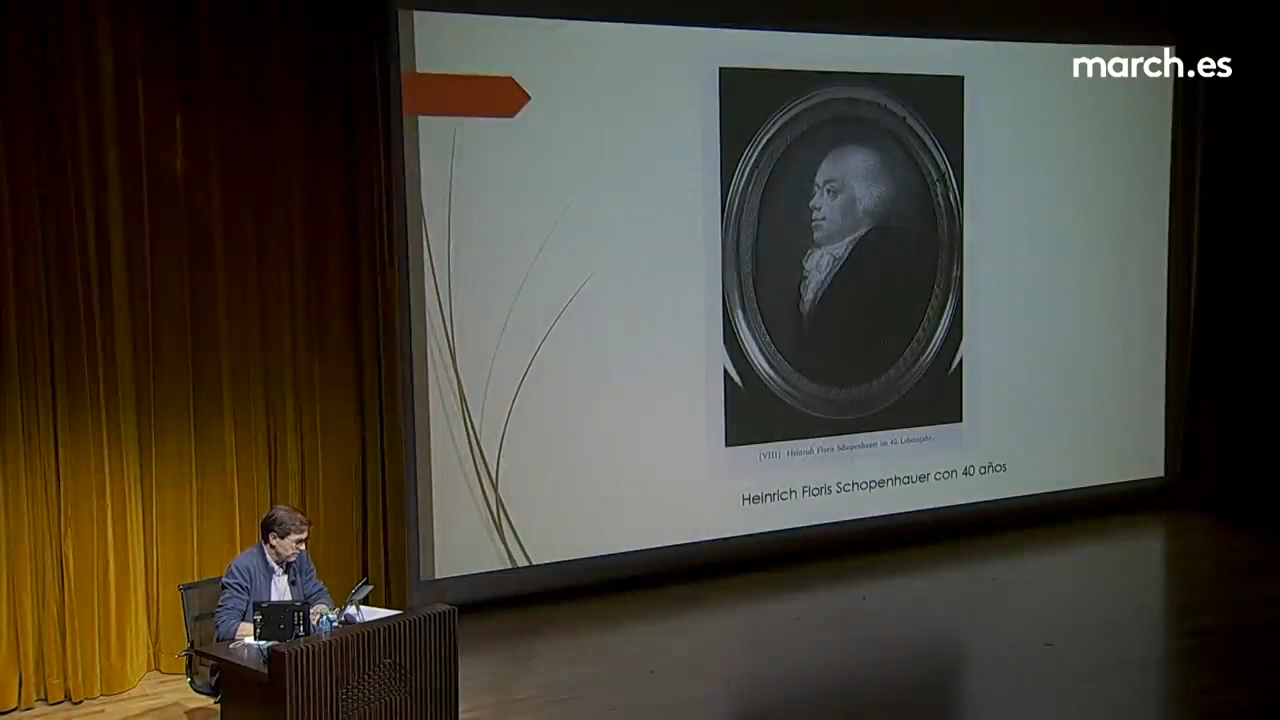 march.es
[VIII] Heinrich Floris Schopenhauer im 40. Lebensjahr.
Heinrich Floris Schopenhauer con 40 años